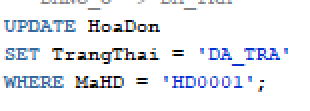 UPDATE HoaDon
SET TrangThai = 'DA_TRA'
WHERE MaHD = 'HD0001';